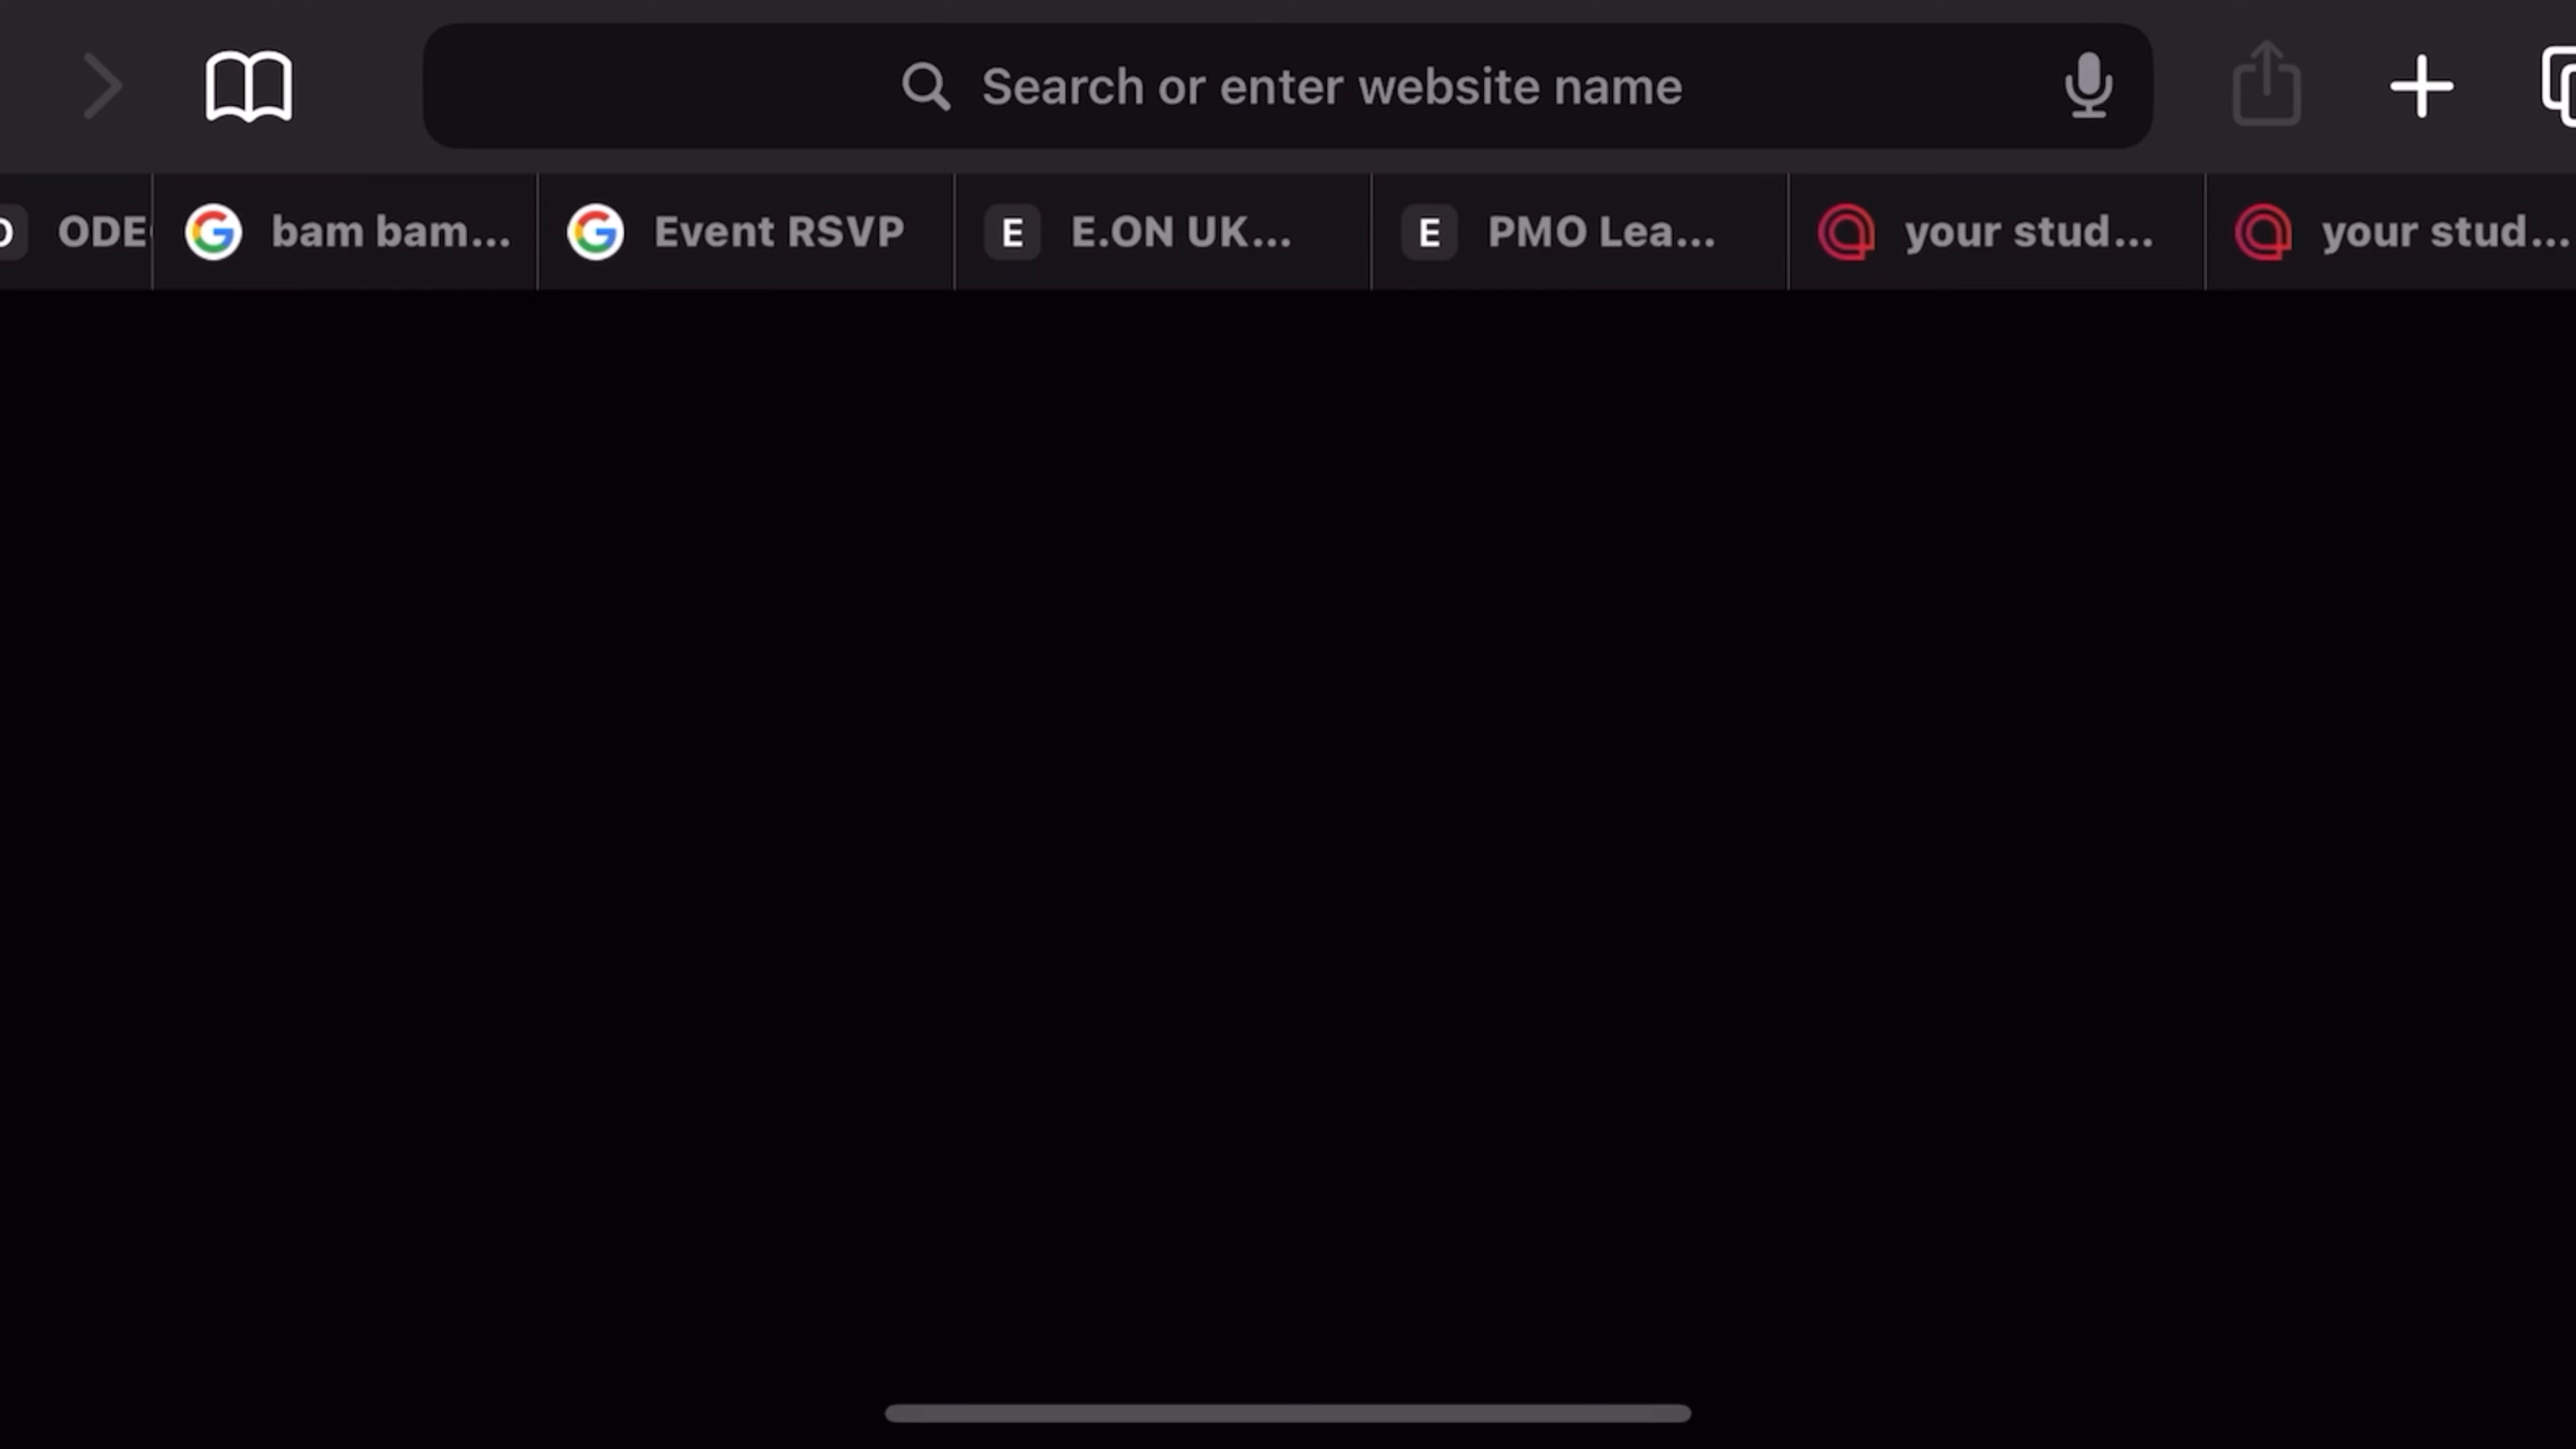 Search or enter website name
ODE
bam bam...
Event RSVP
E E.ON UK...
E PMO Lea...
your stud...
your stud...